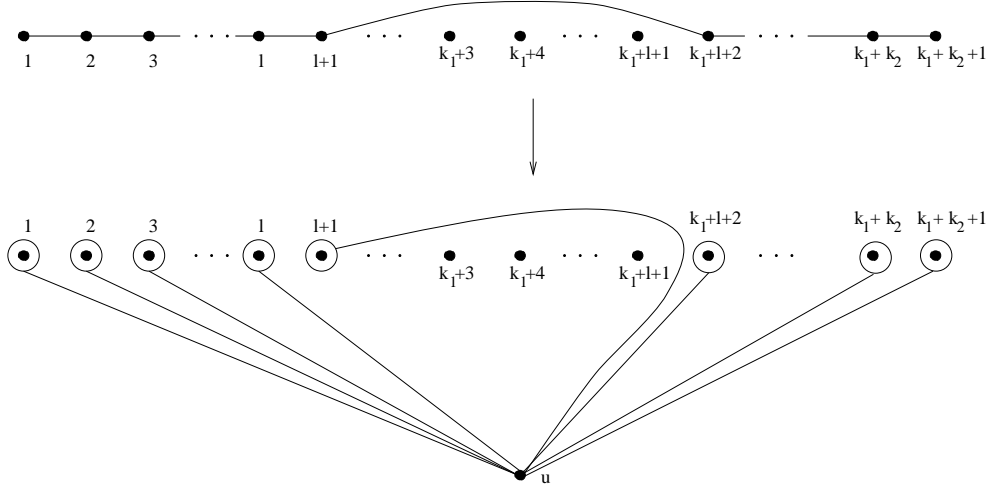 1 2 3 . . . l l+1 . . . k₁+3 k₁+4 . . . k₁+l+1 k₁+l+2 . . . k₁+ k₂ k₁+ k₂+1
1 2 3 . . . l l+1 . . . k₁+3 k₁+4 . . . k₁+l+1 k₁+l+2 . . . k₁+ k₂ k₁+ k₂+1
u